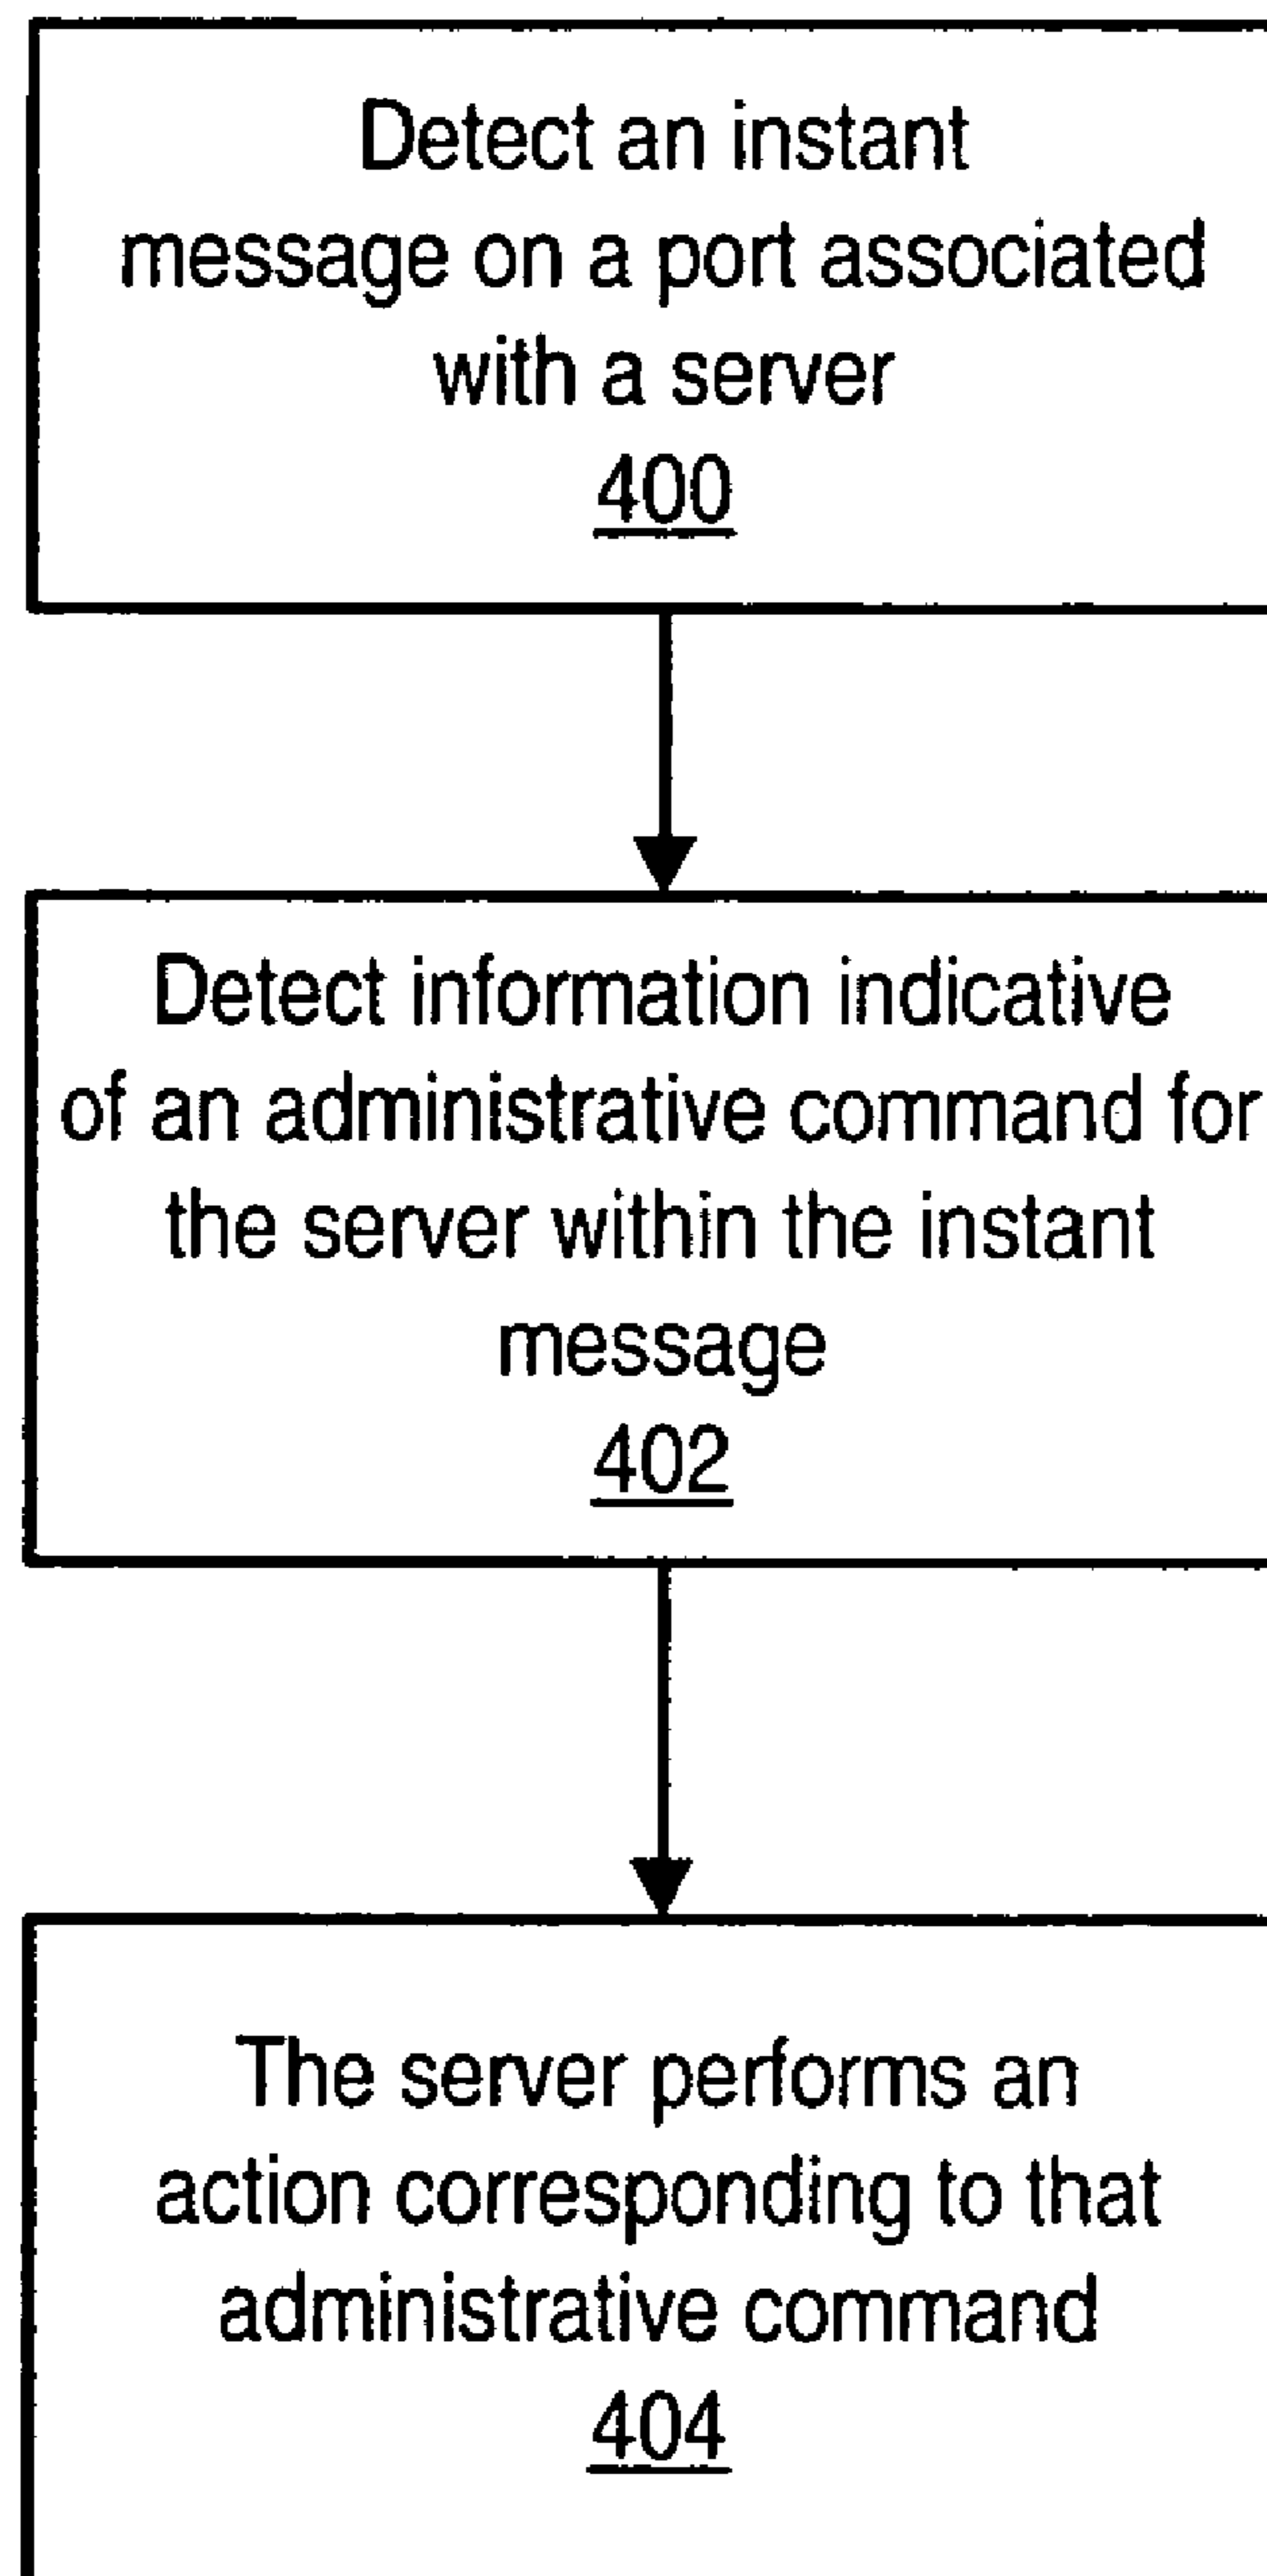 Detect an instant
message on a port associated
with a server
400
Detect information indicative
of an administrative command for
the server within the instant
message
402
The server performs an
action corresponding to that
administrative command
404